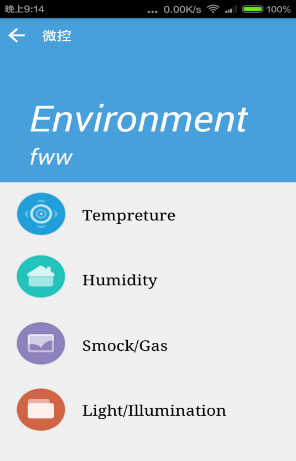 晚上9:14 ... 0.00K/s 100%
微控
Environment
fww
Tempreture
Humidity
Smock/Gas
Light/Illumination